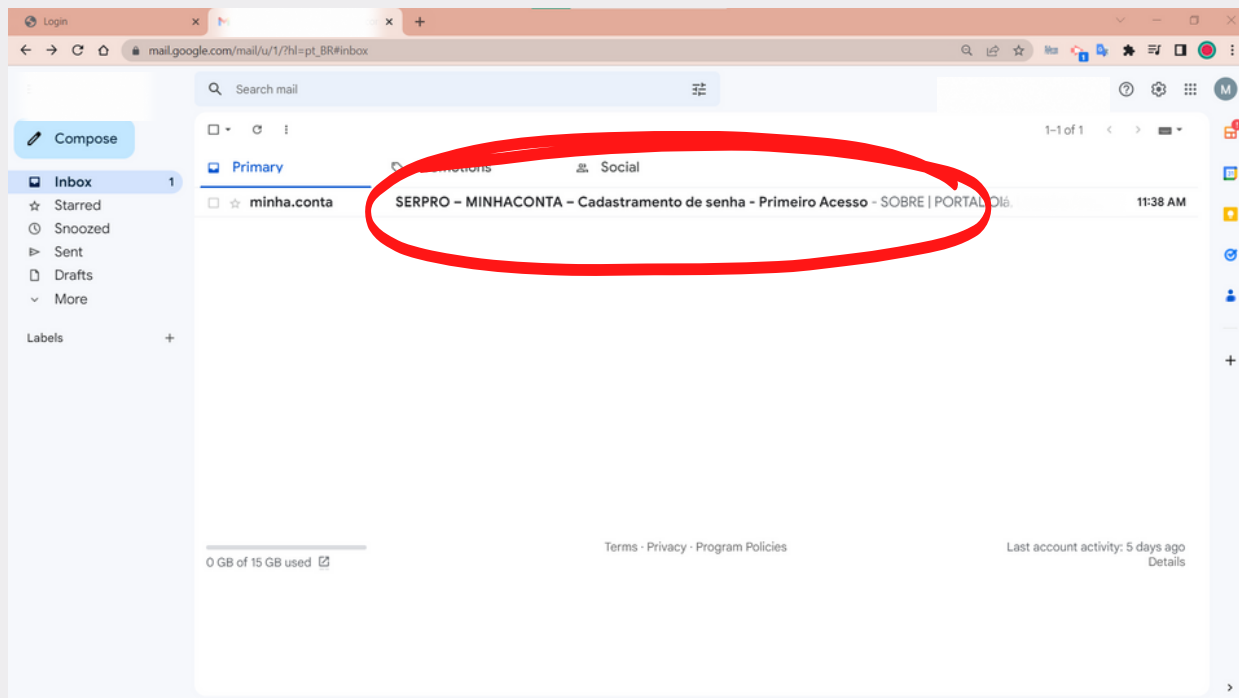 Login
mail.google.com/mail/u/1/?hl=pt_BR#inbox
1
Search mail
M
Compose
1–1 of 1
Primary
Social
Inbox 1
minha.conta SERPRO – MINHACONTA – Cadastramento de senha - Primeiro Acesso - SOBRE | PORTAL Olá. 11:38 AM
Starred
Snoozed
Sent
Drafts
More
Labels
Terms · Privacy · Program Policies
Last account activity: 5 days ago
0 GB of 15 GB used
Details